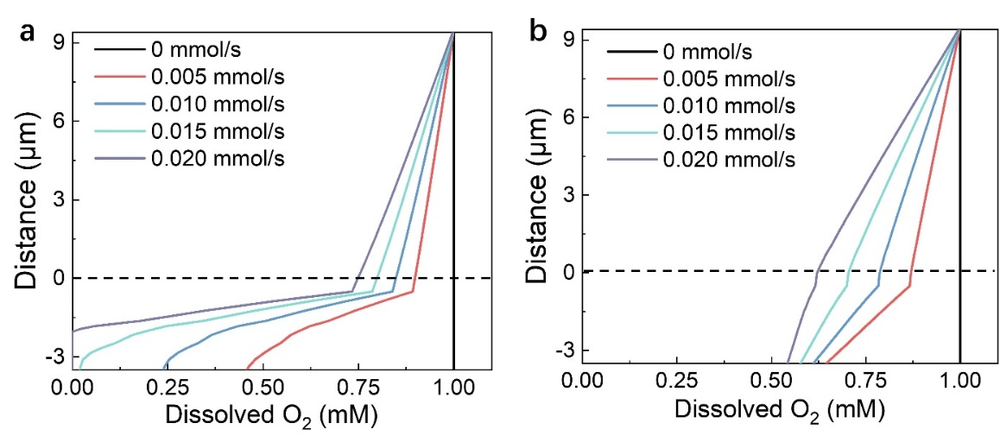 a
9
6
3
0
-3
0 mmol/s
0.005 mmol/s
0.010 mmol/s
0.015 mmol/s
0.020 mmol/s
Distance (μm)
0.00 0.25 0.50 0.75 1.00
Dissolved O₂ (mM)
b
9
6
3
0
-3
0 mmol/s
0.005 mmol/s
0.010 mmol/s
0.015 mmol/s
0.020 mmol/s
Distance (μm)
0.00 0.25 0.50 0.75 1.00
Dissolved O₂ (mM)